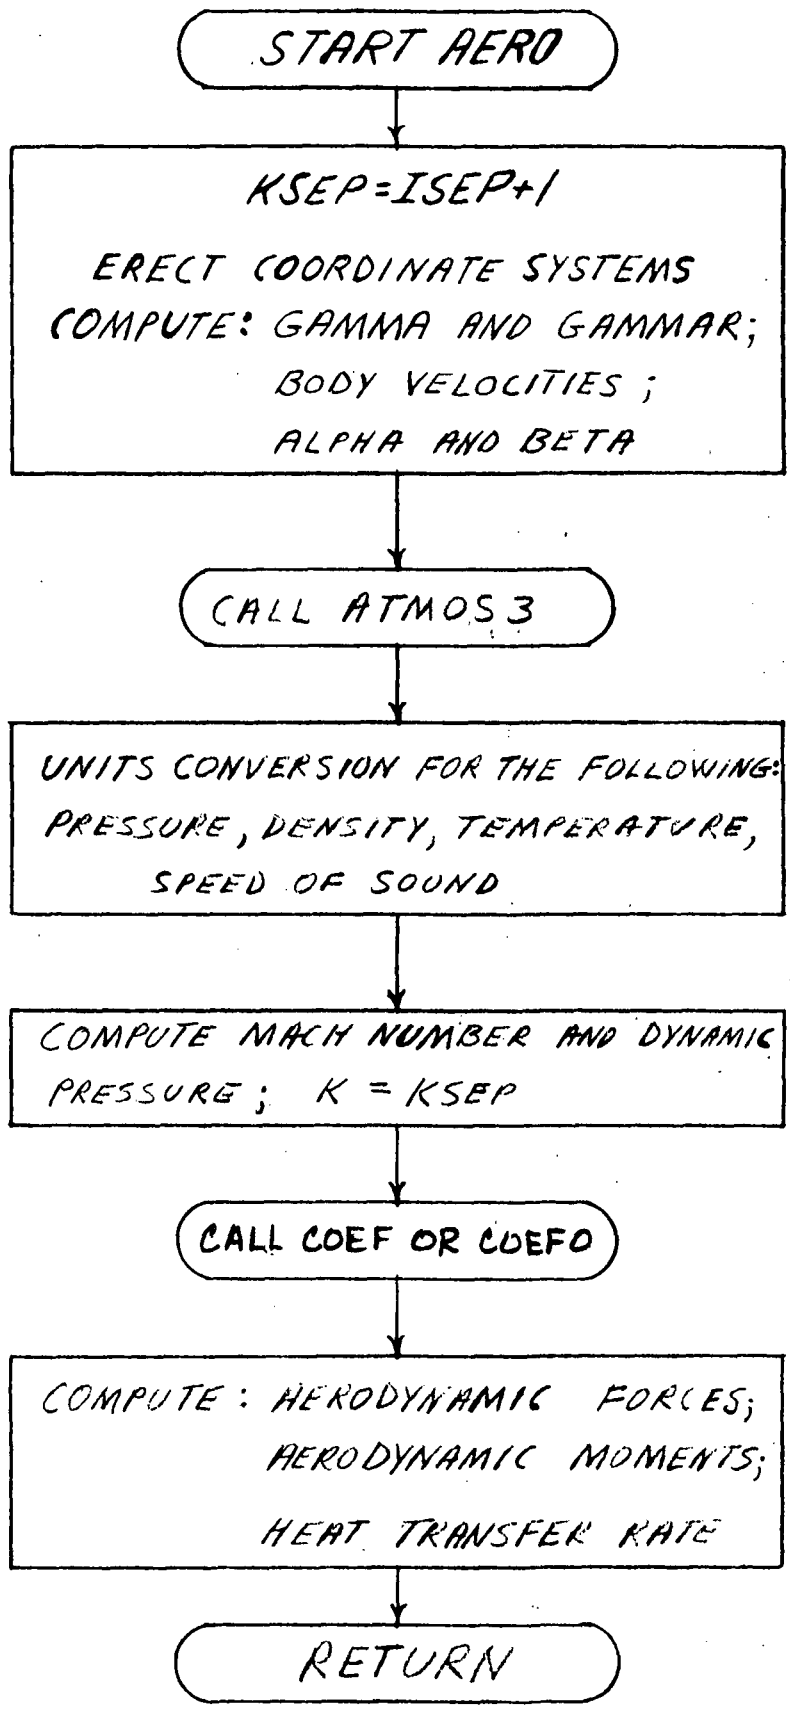 START AERO
KSEP=ISEP+1
ERECT COORDINATE SYSTEMS
COMPUTE: GAMMA AND GAMMAR;
BODY VELOCITIES;
ALPHA AND BETA
CALL ATMOS3
UNITS CONVERSION FOR THE FOLLOWING:
PRESSURE, DENSITY, TEMPERATURE,
SPEED OF SOUND
COMPUTE MACH NUMBER AND DYNAMIC
PRESSURE; K = KSEP
CALL COEF OR COEFO
COMPUTE: AERODYNAMIC FORCES;
AERODYNAMIC MOMENTS;
HEAT TRANSFER RATE
RETURN